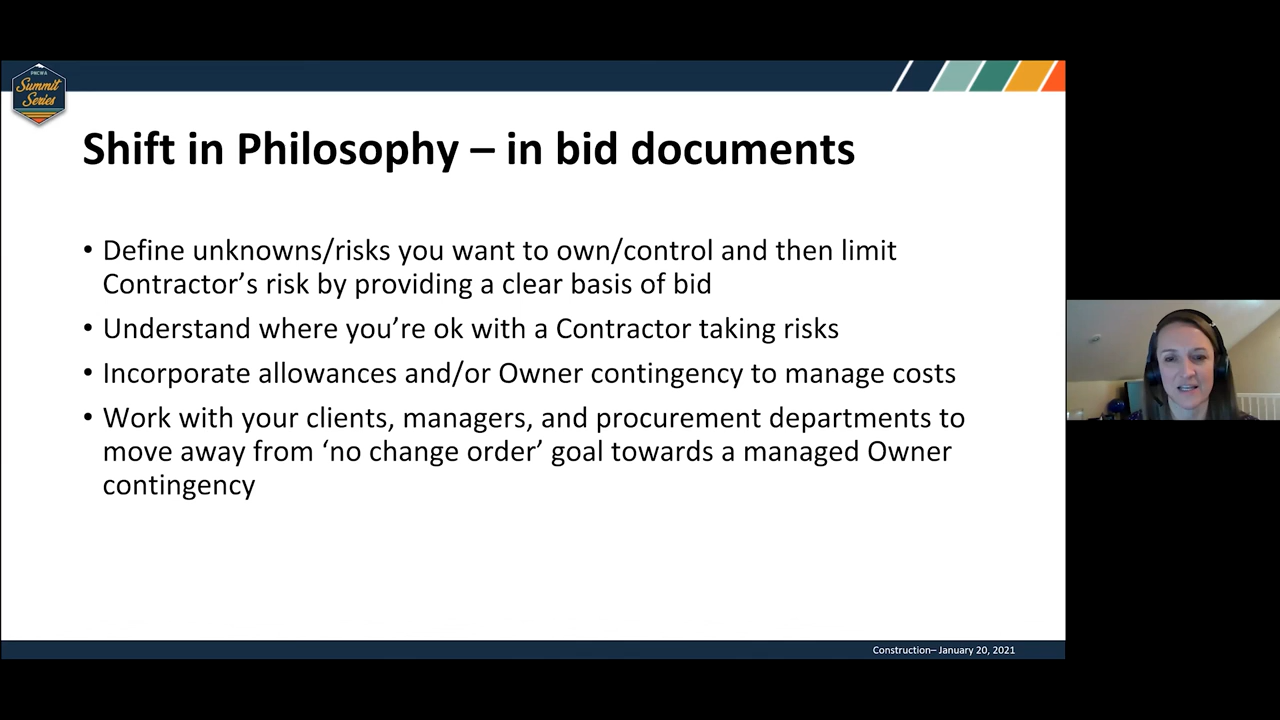 PNCWA
Summit
Series
Shift in Philosophy – in bid documents
• Define unknowns/risks you want to own/control and then limit
Contractor’s risk by providing a clear basis of bid
• Understand where you’re ok with a Contractor taking risks
• Incorporate allowances and/or Owner contingency to manage costs
• Work with your clients, managers, and procurement departments to
move away from ‘no change order’ goal towards a managed Owner
contingency
Construction– January 20, 2021